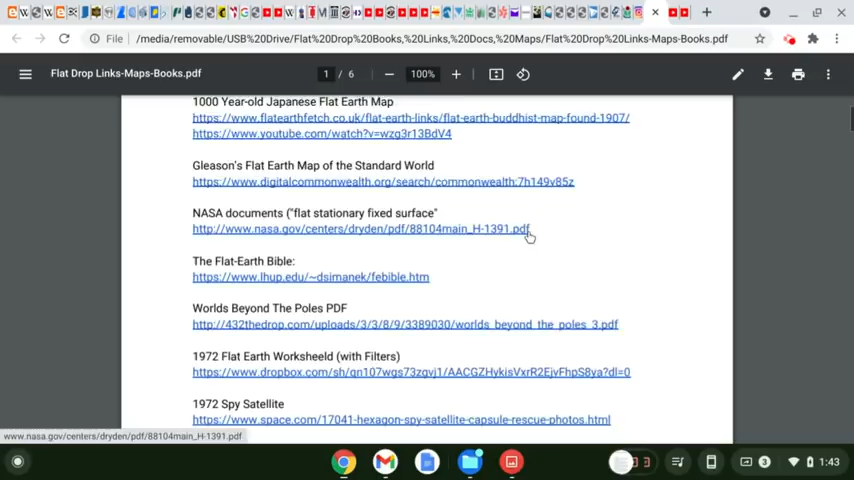 File
/media/removable/USB%20Drive/Flat%20Drop%20Books,%20Links,%20Docs,%20Maps/Flat%20Drop%20Links-Maps-Books.pdf
Flat Drop Links-Maps-Books.pdf
1 / 6
100%
1000 Year-old Japanese Flat Earth Map
https://www.flatearthfetch.co.uk/flat-earth-links/flat-earth-buddhist-map-found-1907/
https://www.youtube.com/watch?v=wzg3r13BdV4
Gleason's Flat Earth Map of the Standard World
https://www.digitalcommonwealth.org/search/commonwealth:7h149v85z
NASA documents ("flat stationary fixed surface"
http://www.nasa.gov/centers/dryden/pdf/88104main_H-1391.pdf
The Flat-Earth Bible:
https://www.lhup.edu/~dsimanek/febible.htm
Worlds Beyond The Poles PDF
http://432thedrop.com/uploads/3/3/8/9/3389030/worlds_beyond_the_poles_3.pdf
1972 Flat Earth Worksheeld (with Filters)
https://www.dropbox.com/sh/qn107wgs73zqvj1/AACGZHykisVxrR2EjvFhpS8ya?dl=0
1972 Spy Satellite
https://www.space.com/17041-hexagon-spy-satellite-capsule-rescue-photos.html
www.nasa.gov/centers/dryden/pdf/88104main_H-1391.pdf
3
1:43